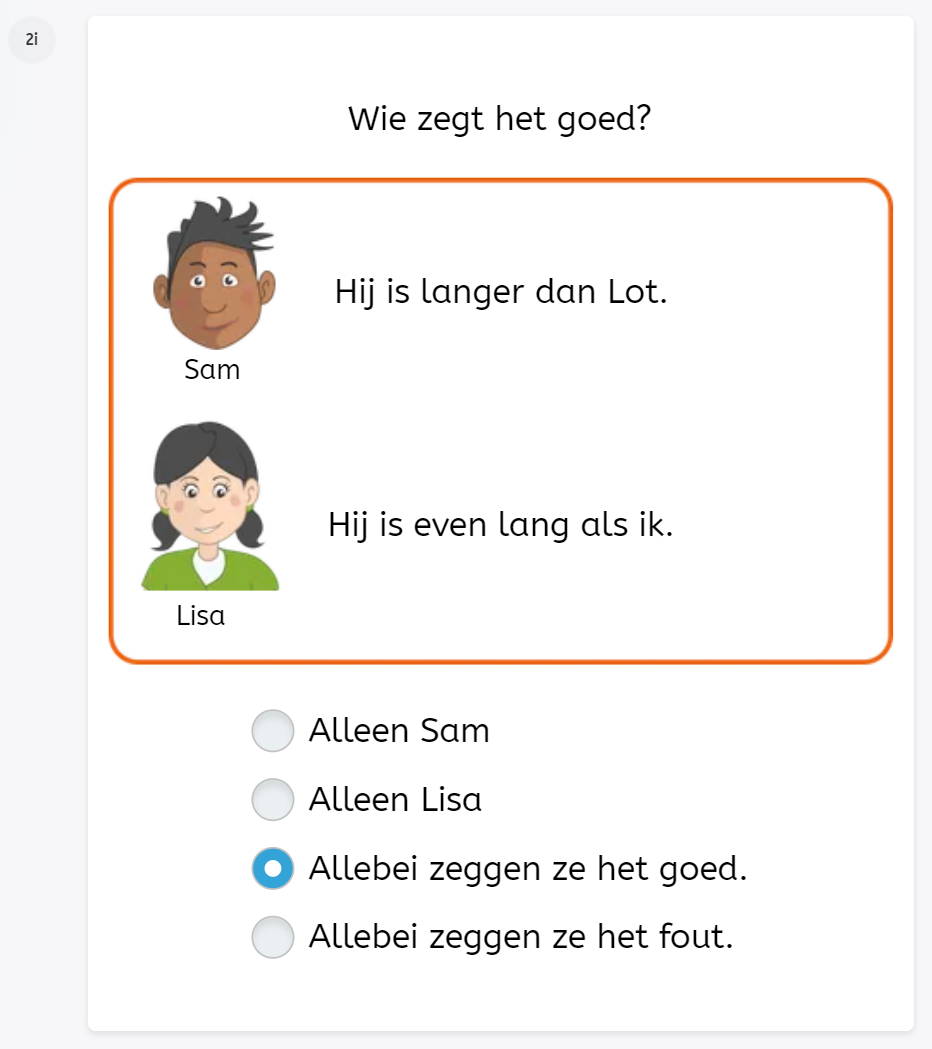 2i
Wie zegt het goed?
Hij is langer dan Lot.
Sam
Hij is even lang als ik.
Lisa
Alleen Sam
Alleen Lisa
Allebei zeggen ze het goed.
Allebei zeggen ze het fout.